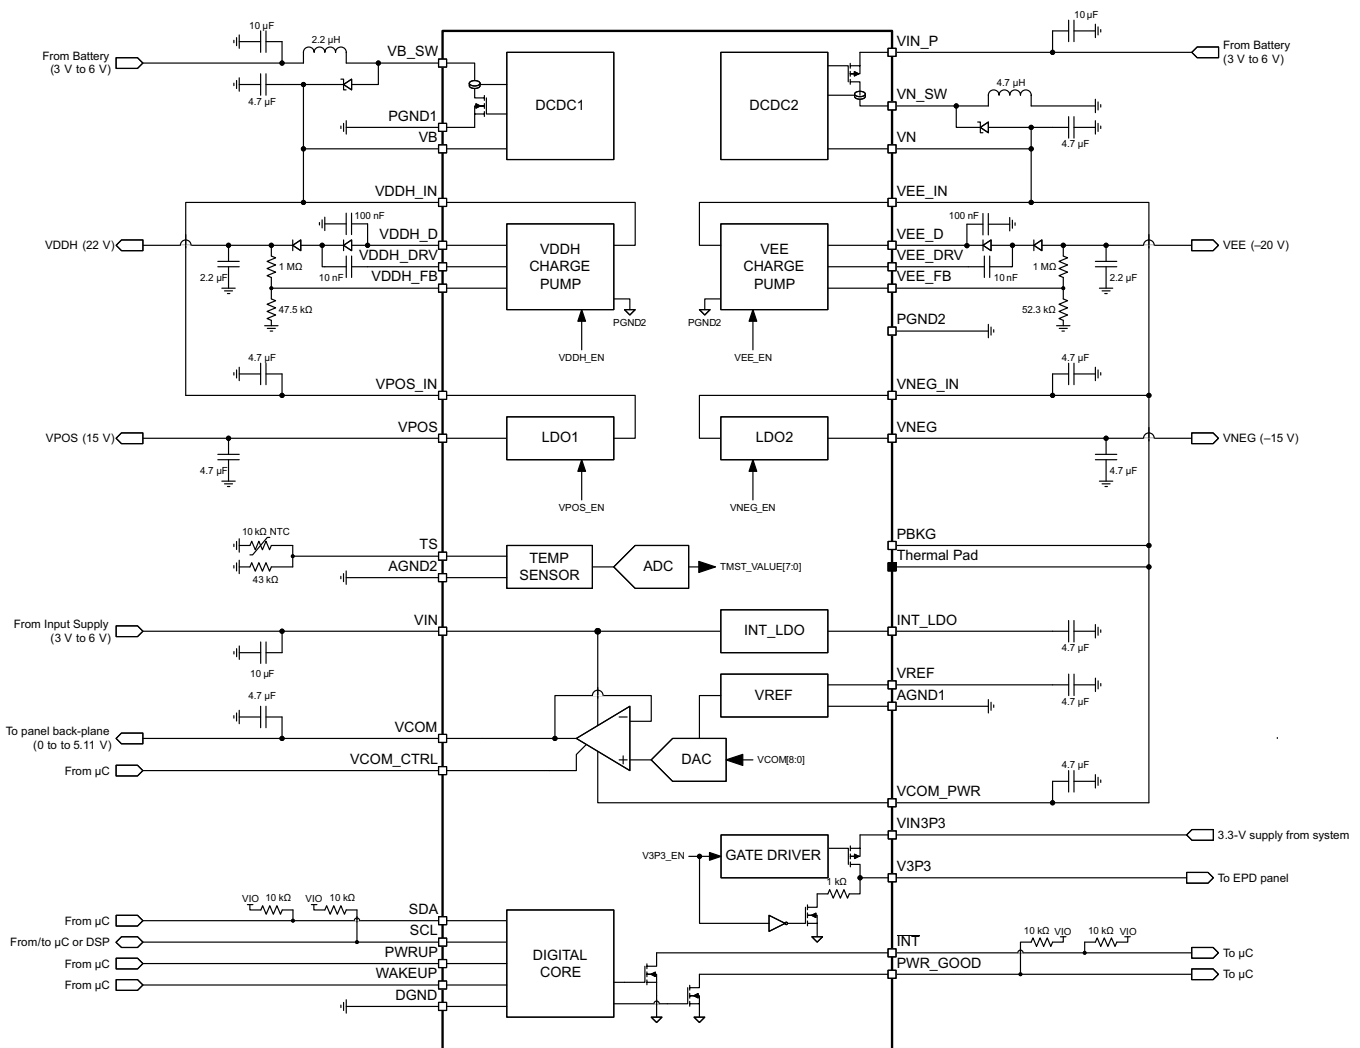 10 µF
2.2 µH
VB_SW
From Battery
(3 V to 6 V)
4.7 µF
PGND1
VB
DCDC1
DCDC2
VIN_P
10 µF
From Battery
(3 V to 6 V)
VN_SW
4.7 µH
VN
4.7 µF
VDDH_IN
VEE_IN
100 nF
VDDH_D
VDDH (22 V)
VDDH_DRV
1 MΩ
10 nF
2.2 µF
VDDH_FB
47.5 kΩ
VDDH
CHARGE
PUMP
PGND2
VDDH_EN
VEE
CHARGE
PUMP
PGND2
VEE_EN
VEE_D
100 nF
VEE_DRV
VEE (–20 V)
10 nF
1 MΩ
2.2 µF
VEE_FB
52.3 kΩ
PGND2
4.7 µF
VPOS_IN
VNEG_IN
4.7 µF
VPOS (15 V)
VPOS
LDO1
LDO2
VNEG
VNEG (–15 V)
4.7 µF
4.7 µF
VPOS_EN
VNEG_EN
10 kΩ NTC
TS
43 kΩ
AGND2
TEMP
SENSOR
ADC
TMST_VALUE[7:0]
PBKG
Thermal Pad
From Input Supply
(3 V to 6 V)
VIN
10 µF
INT_LDO
INT_LDO
4.7 µF
VREF
VREF
AGND1
4.7 µF
4.7 µF
To panel back-plane
(0 to to 5.11 V)
VCOM
–
+
DAC
VCOM[8:0]
From µC
VCOM_CTRL
4.7 µF
VCOM_PWR
VIN3P3
3.3-V supply from system
V3P3_EN
GATE DRIVER
V3P3
To EPD panel
1 kΩ
VIO
10 kΩ
VIO
10 kΩ
From µC
SDA
From/to µC or DSP
SCL
From µC
PWRUP
From µC
WAKEUP
DGND
DIGITAL
CORE
INT
10 kΩ
VIO
10 kΩ
VIO
To µC
PWR_GOOD
To µC